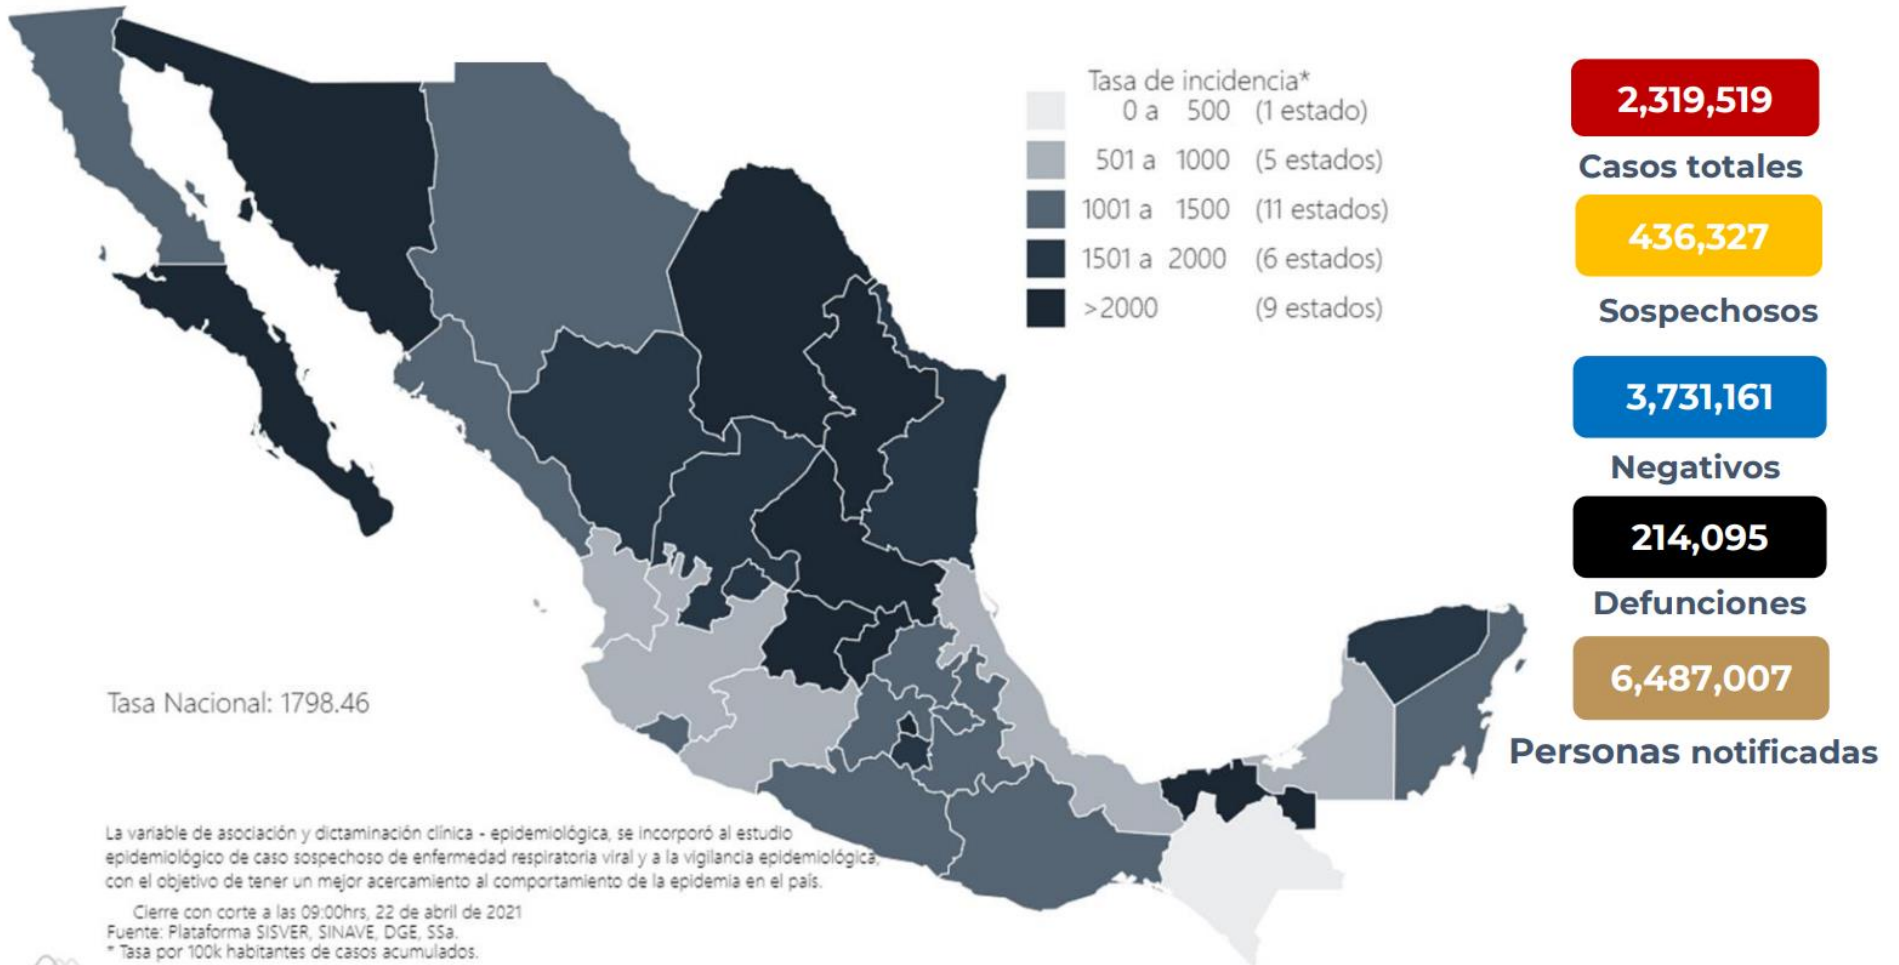 Tasa de incidencia*
0 a 500 (1 estado)
501 a 1000 (5 estados)
1001 a 1500 (11 estados)
1501 a 2000 (6 estados)
>2000 (9 estados)
2,319,519
Casos totales
436,327
Sospechosos
3,731,161
Negativos
214,095
Defunciones
6,487,007
Personas notificadas
Tasa Nacional: 1798.46
La variable de asociación y dictaminación clínica - epidemiológica, se incorporó al estudio
epidemiológico de caso sospechoso de enfermedad respiratoria viral y a la vigilancia epidemiológica,
con el objetivo de tener un mejor acercamiento al comportamiento de la epidemia en el país.
Cierre con corte a las 09:00hrs, 22 de abril de 2021
Fuente: Plataforma SISVER, SINAVE, DGE, SSa.
* Tasa por 100k habitantes de casos acumulados.